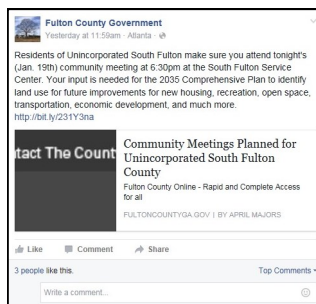 Fulton County Government
Yesterday at 11:59am · Atlanta ·
Residents of Unincorporated South Fulton make sure you attend tonight's
(Jan. 19th) community meeting at 6:30pm at the South Fulton Service
Center. Your input is needed for the 2035 Comprehensive Plan to identify
land use for future improvements for new housing, recreation, open space,
transportation, economic development, and much more.
http://bit.ly/231Y3na
tact The Count
Community Meetings Planned for
Unincorporated South Fulton
County
Fulton County Online - Rapid and Complete Access
for all
FULTONCOUNTYGA.GOV | BY APRIL MAJORS
Like Comment Share
3 people like this. Top Comments
Write a comment...